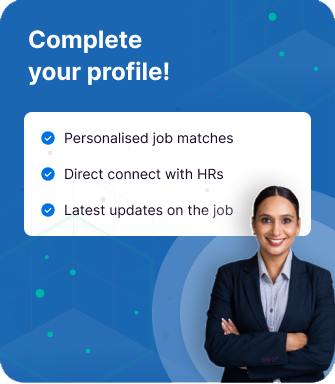 Complete
your profile!
Personalised job matches
Direct connect with HRs
Latest updates on the job